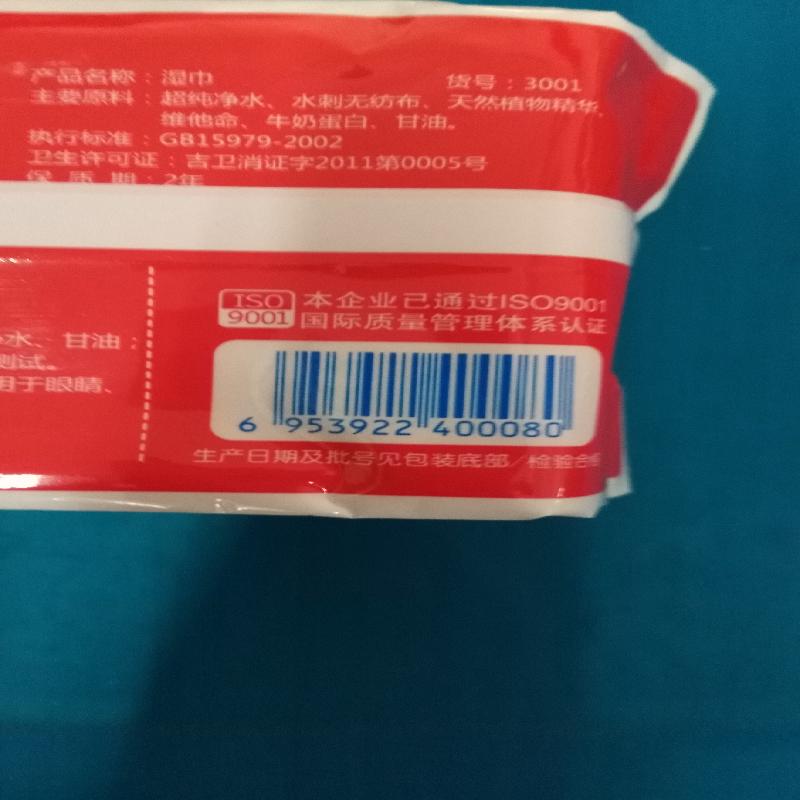 产品名称：湿巾 货号：3001
主要原料：超纯净水、水刺无纺布、天然植物精华、
维他命、牛奶蛋白、甘油。
执行标准：GB15979-2002
卫生许可证：吉卫消证字2011第0005号
保 质 期：2年
净水、甘油；
测试。
用于眼睛、
ISO 9001
本企业已通过ISO9001
国际质量管理体系认证
6 953922 400080
生产日期及批号见包装底部/检验合格